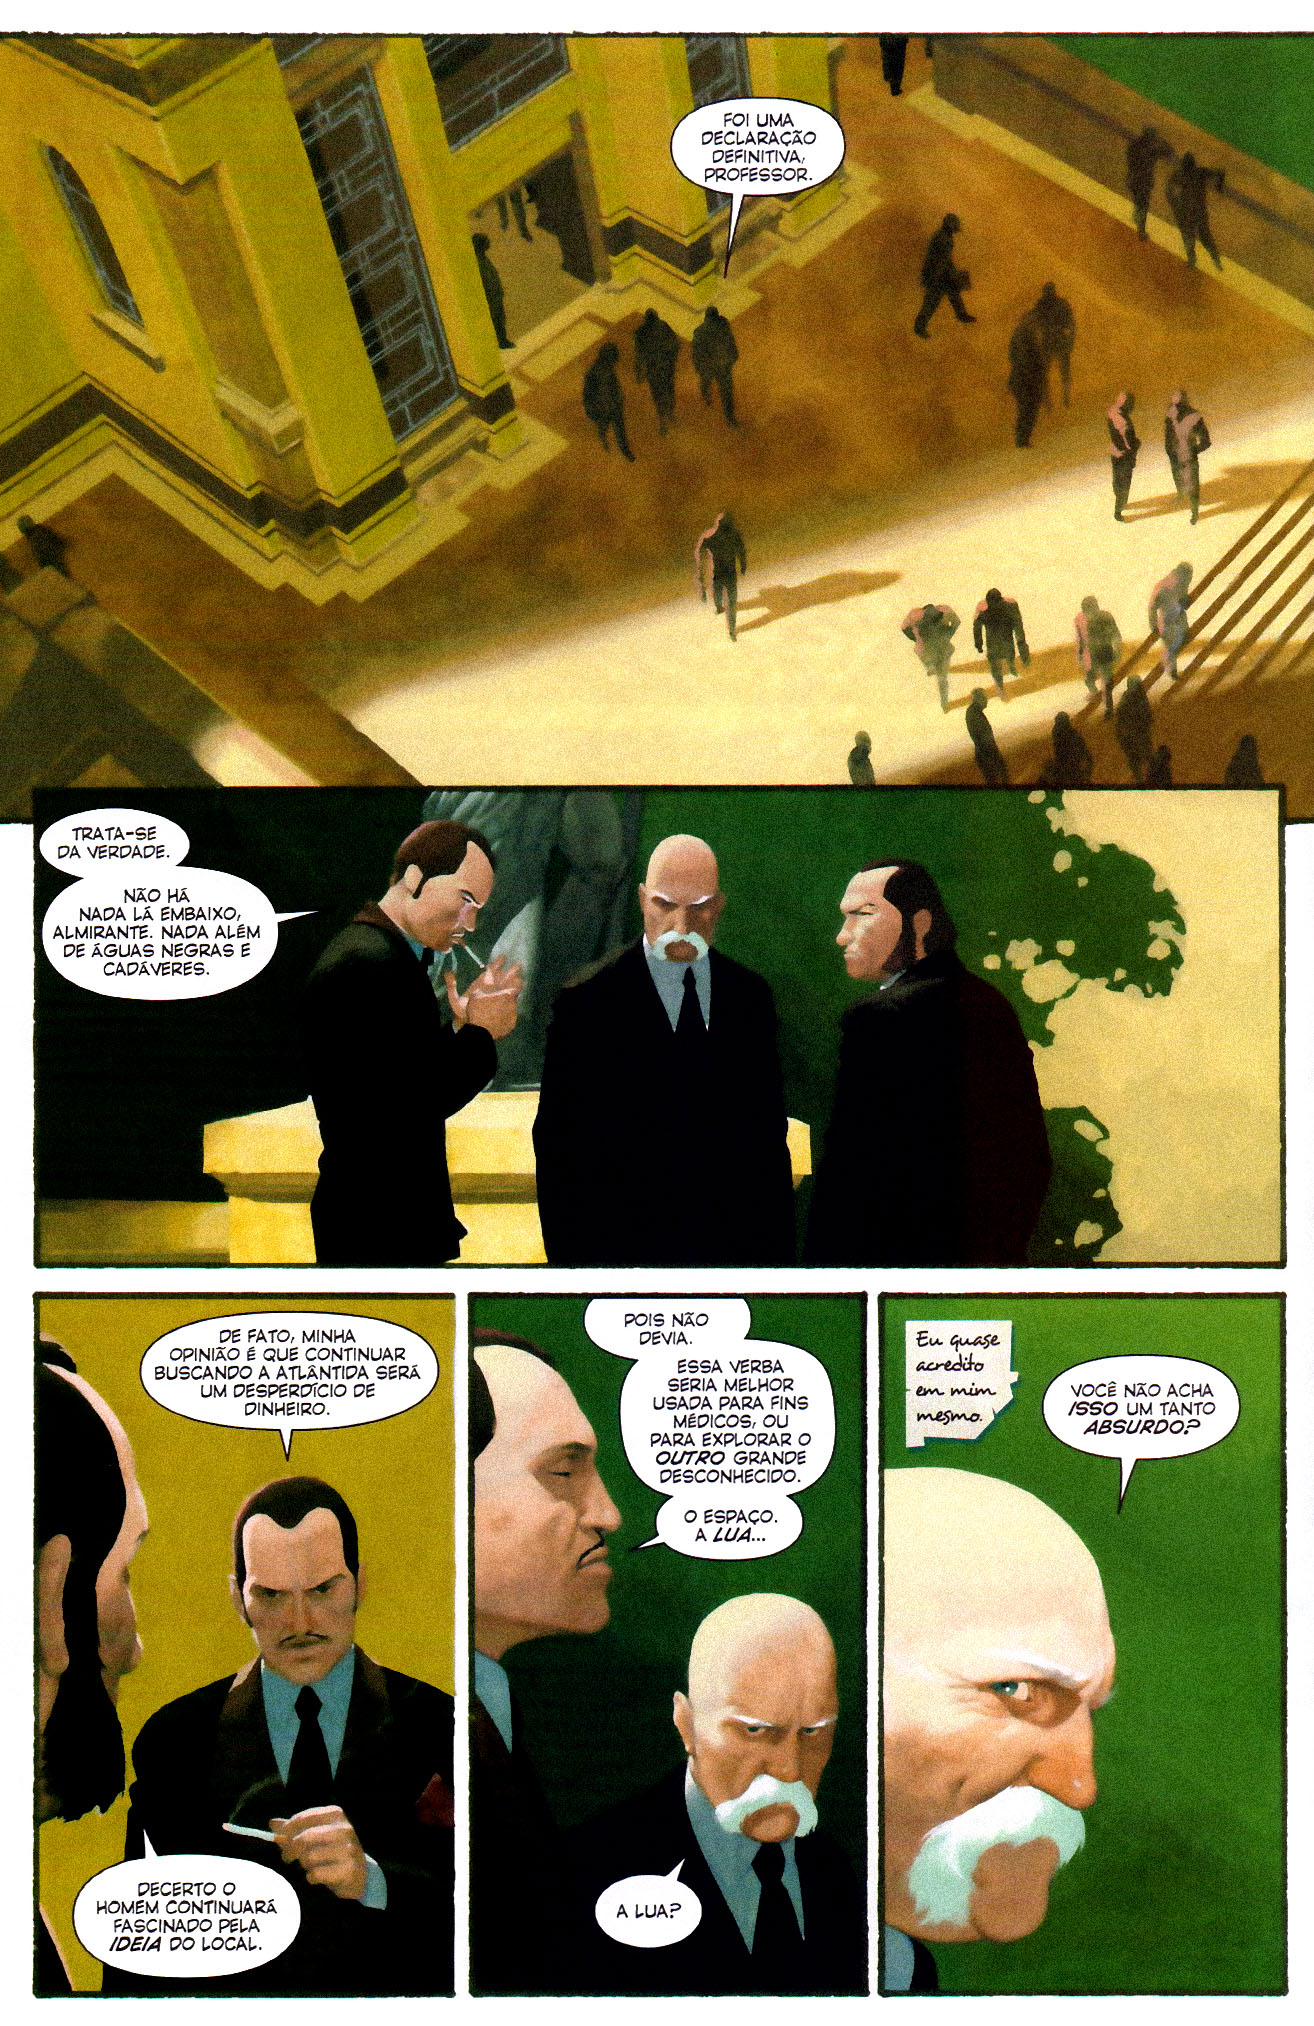 FOI UMA
DECLARAÇÃO
DEFINITIVA,
PROFESSOR.
TRATA-SE
DA VERDADE.
NÃO HÁ
NADA LÁ EMBAIXO,
ALMIRANTE. NADA ALÉM
DE ÁGUAS NEGRAS E
CADÁVERES.
DE FATO, MINHA
OPINIÃO É QUE CONTINUAR
BUSCANDO A ATLÂNTIDA SERÁ
UM DESPERDÍCIO DE
DINHEIRO.
DECERTO O
HOMEM CONTINUARÁ
FASCINADO PELA
IDEIA DO LOCAL.
POIS NÃO
DEVIA.
ESSA VERBA
SERIA MELHOR
USADA PARA FINS
MÉDICOS, OU
PARA EXPLORAR O
OUTRO GRANDE
DESCONHECIDO.
O ESPAÇO.
A LUA...
A LUA?
Eu quase
acredito
em mim
mesmo.
VOCÊ NÃO ACHA
ISSO UM TANTO
ABSURDO?